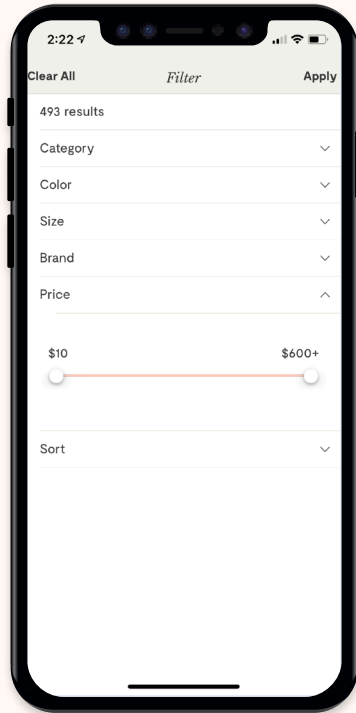 2:22
Clear All Filter Apply
493 results
Category
Color
Size
Brand
Price
$10 $600+
Sort